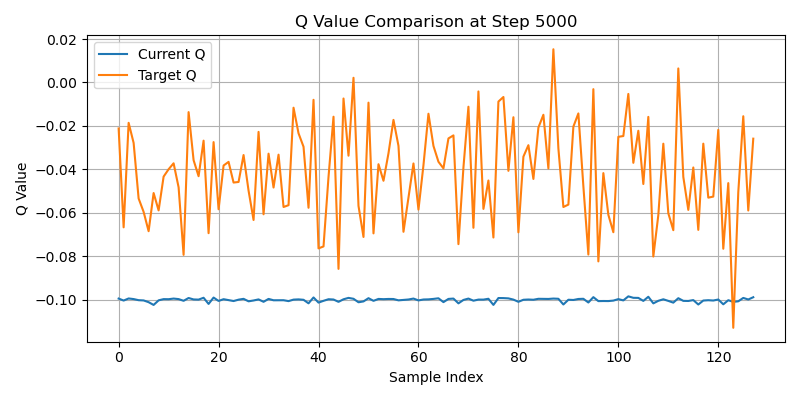 Q Value Comparison at Step 5000
Current Q
Target Q
0.02
0.00
−0.02
−0.04
−0.06
−0.08
−0.10
Q Value
0 20 40 60 80 100 120
Sample Index